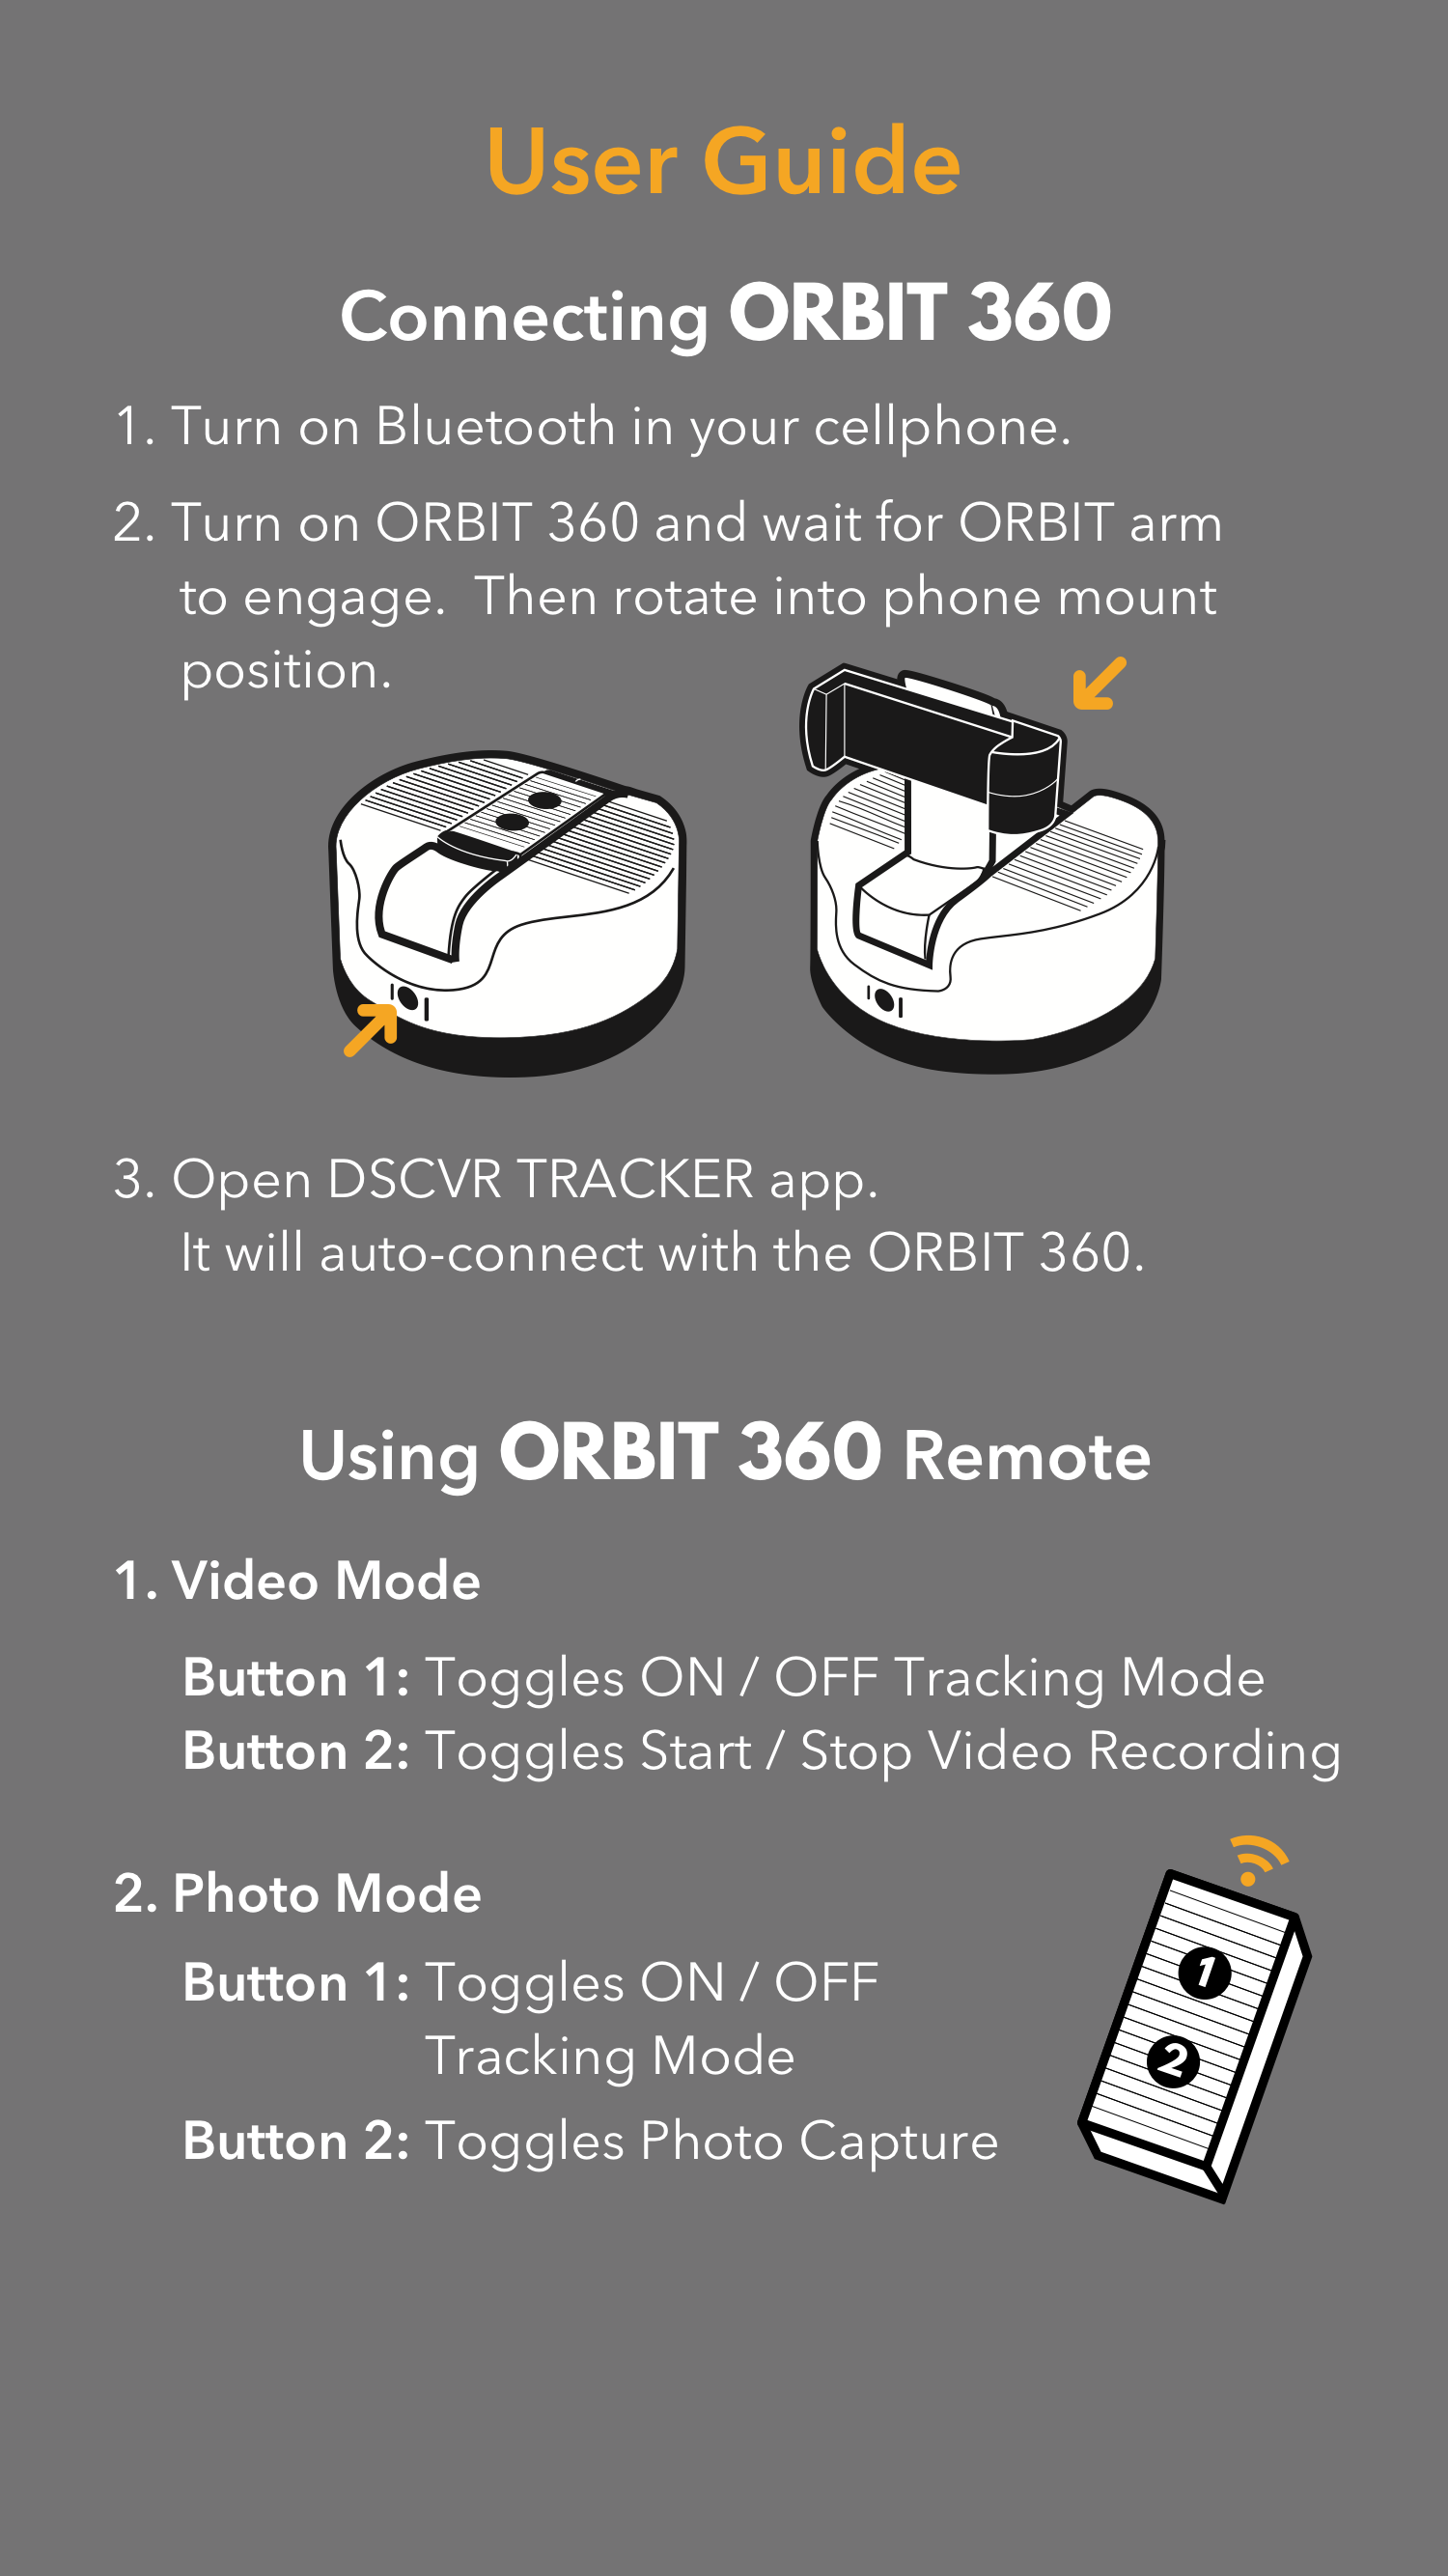 User Guide
Connecting ORBIT 360
1. Turn on Bluetooth in your cellphone.
2. Turn on ORBIT 360 and wait for ORBIT arm
to engage.  Then rotate into phone mount
position.
3. Open DSCVR TRACKER app.
It will auto-connect with the ORBIT 360.
Using ORBIT 360 Remote
1. Video Mode
Button 1: Toggles ON / OFF Tracking Mode
Button 2: Toggles Start / Stop Video Recording
2. Photo Mode
Button 1: Toggles ON / OFF
Tracking Mode
Button 2: Toggles Photo Capture
1
2